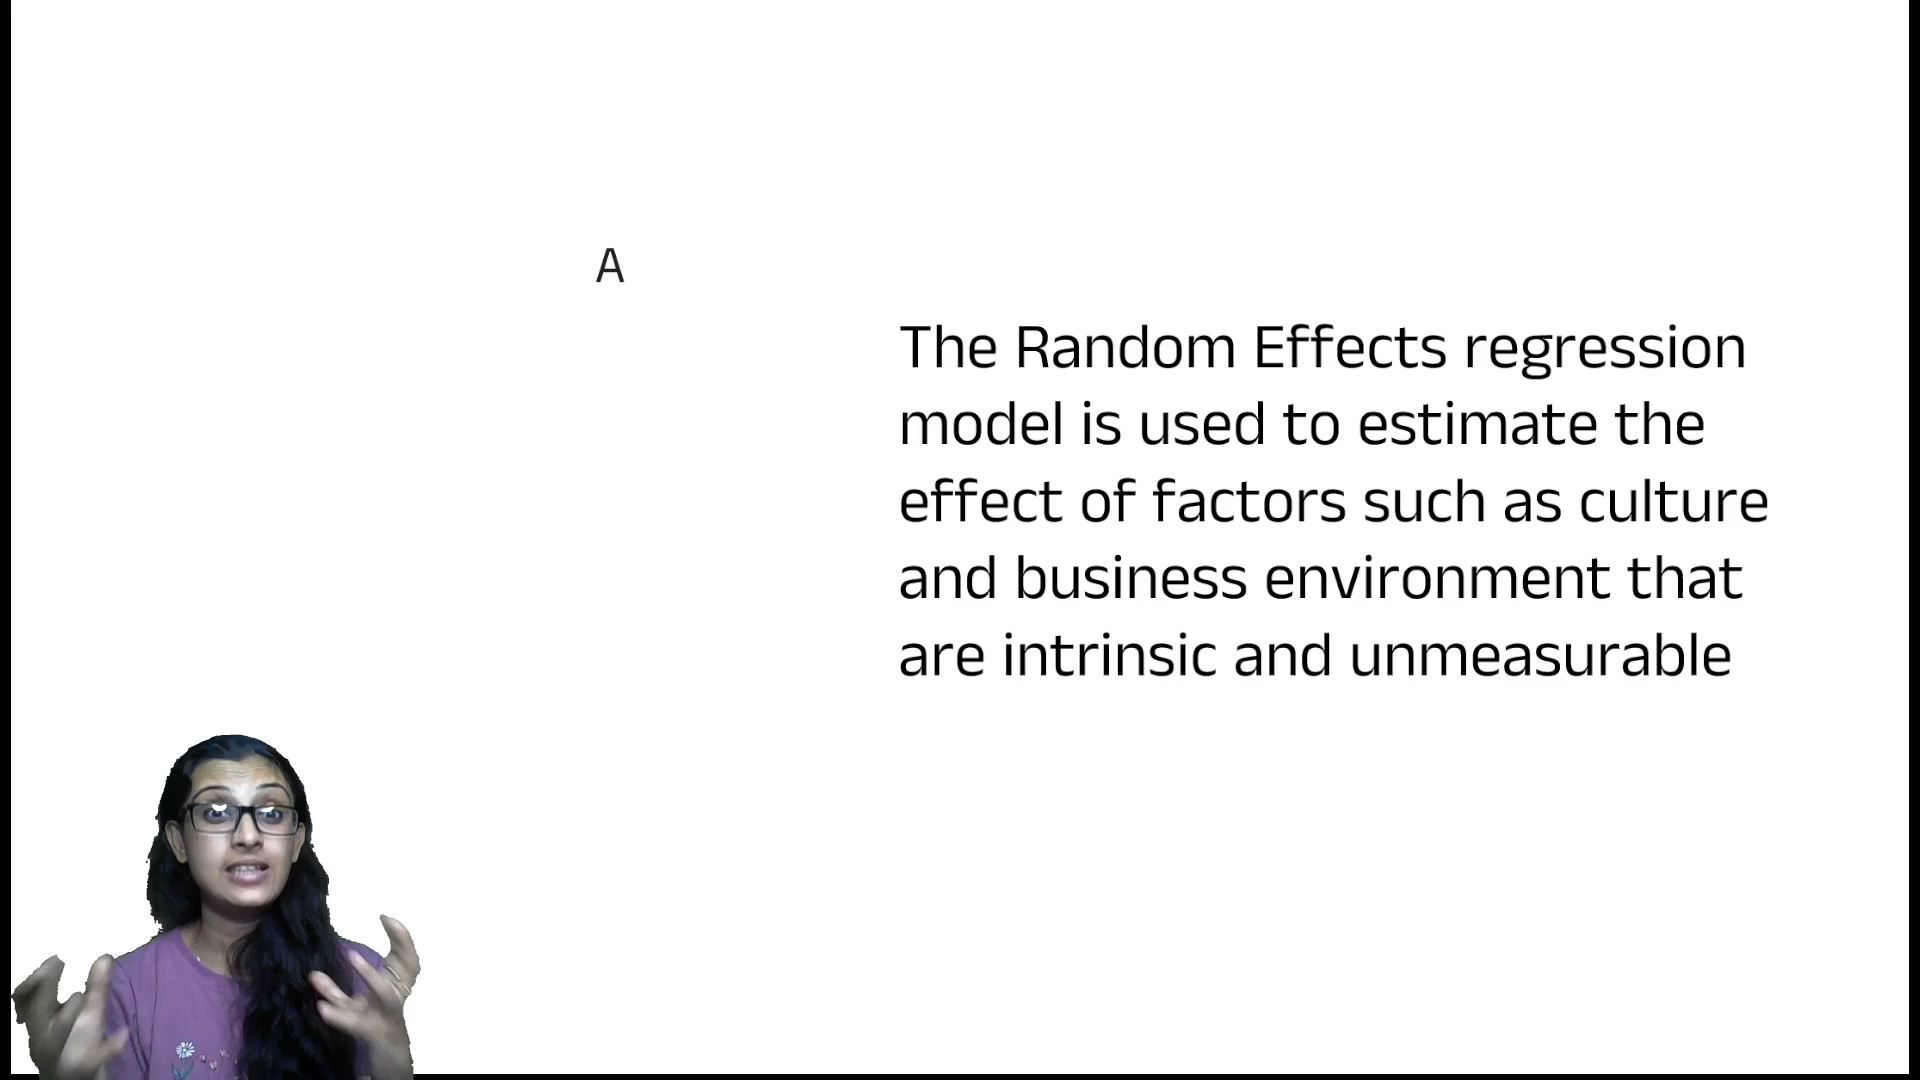 A
The Random Effects regression
model is used to estimate the
effect of factors such as culture
and business environment that
are intrinsic and unmeasurable